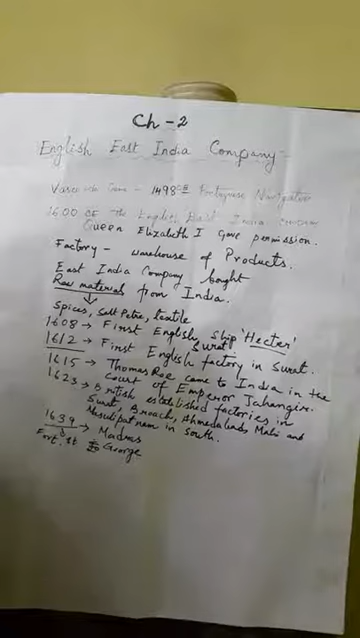 Ch - 2
English East India Company :-
Vasco da Gama - 1498 CE Portuguese Navigator
1600 CE The English East India Company
Queen Elizabeth I Gave permission.
Factory - warehouse of Products.
East India Company bought
Raw material from India.
Spices, Salt Petre, textile
1608 → First English Ship 'Hecter'
Surat
1612 → First English factory in Surat.
1615 → Thomas Roe came to India in the
court of Emperor Jahangir.
1623 → British established factories in
Surat, Broach, Ahmedabad, and
Masulipatnam in South.
1639 → Madras
Fort. St George